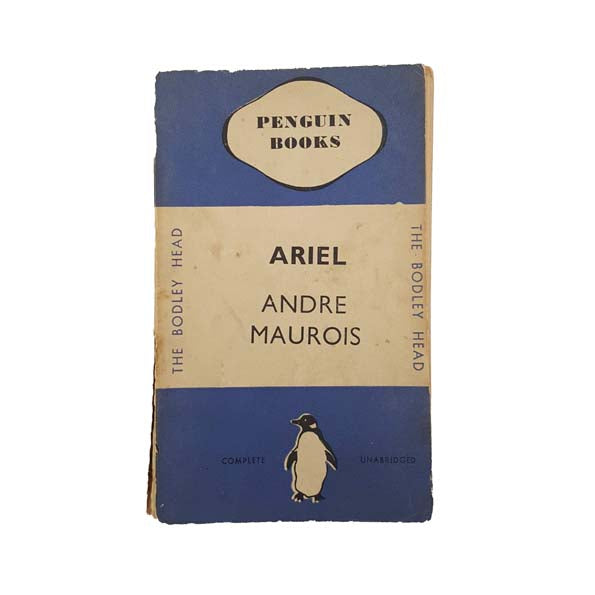 PENGUIN
BOOKS
THE BODLEY HEAD
ARIEL
ANDRE
MAUROIS
THE BODLEY HEAD
COMPLETE UNABRIDGED